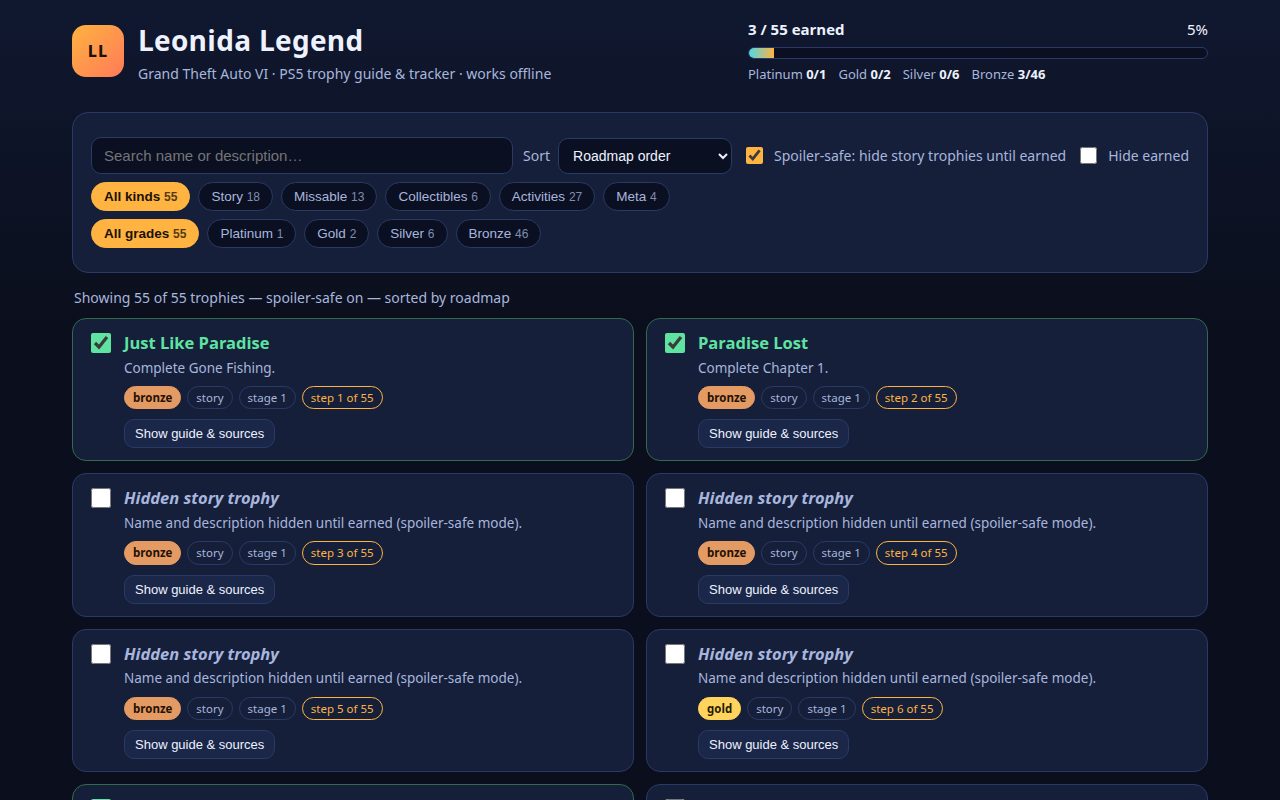 LL
Leonida Legend
Grand Theft Auto VI · PS5 trophy guide & tracker · works offline
3 / 55 earned 5%
Platinum 0/1 Gold 0/2 Silver 0/6 Bronze 3/46
Search name or description… Sort Roadmap order Spoiler-safe: hide story trophies until earned Hide earned
All kinds 55 Story 18 Missable 13 Collectibles 6 Activities 27 Meta 4
All grades 55 Platinum 1 Gold 2 Silver 6 Bronze 46
Showing 55 of 55 trophies — spoiler-safe on — sorted by roadmap
Just Like Paradise
Complete Gone Fishing.
bronze story stage 1 step 1 of 55
Show guide & sources
Paradise Lost
Complete Chapter 1.
bronze story stage 1 step 2 of 55
Show guide & sources
Hidden story trophy
Name and description hidden until earned (spoiler-safe mode).
bronze story stage 1 step 3 of 55
Show guide & sources
Hidden story trophy
Name and description hidden until earned (spoiler-safe mode).
bronze story stage 1 step 4 of 55
Show guide & sources
Hidden story trophy
Name and description hidden until earned (spoiler-safe mode).
bronze story stage 1 step 5 of 55
Show guide & sources
Hidden story trophy
Name and description hidden until earned (spoiler-safe mode).
gold story stage 1 step 6 of 55
Show guide & sources